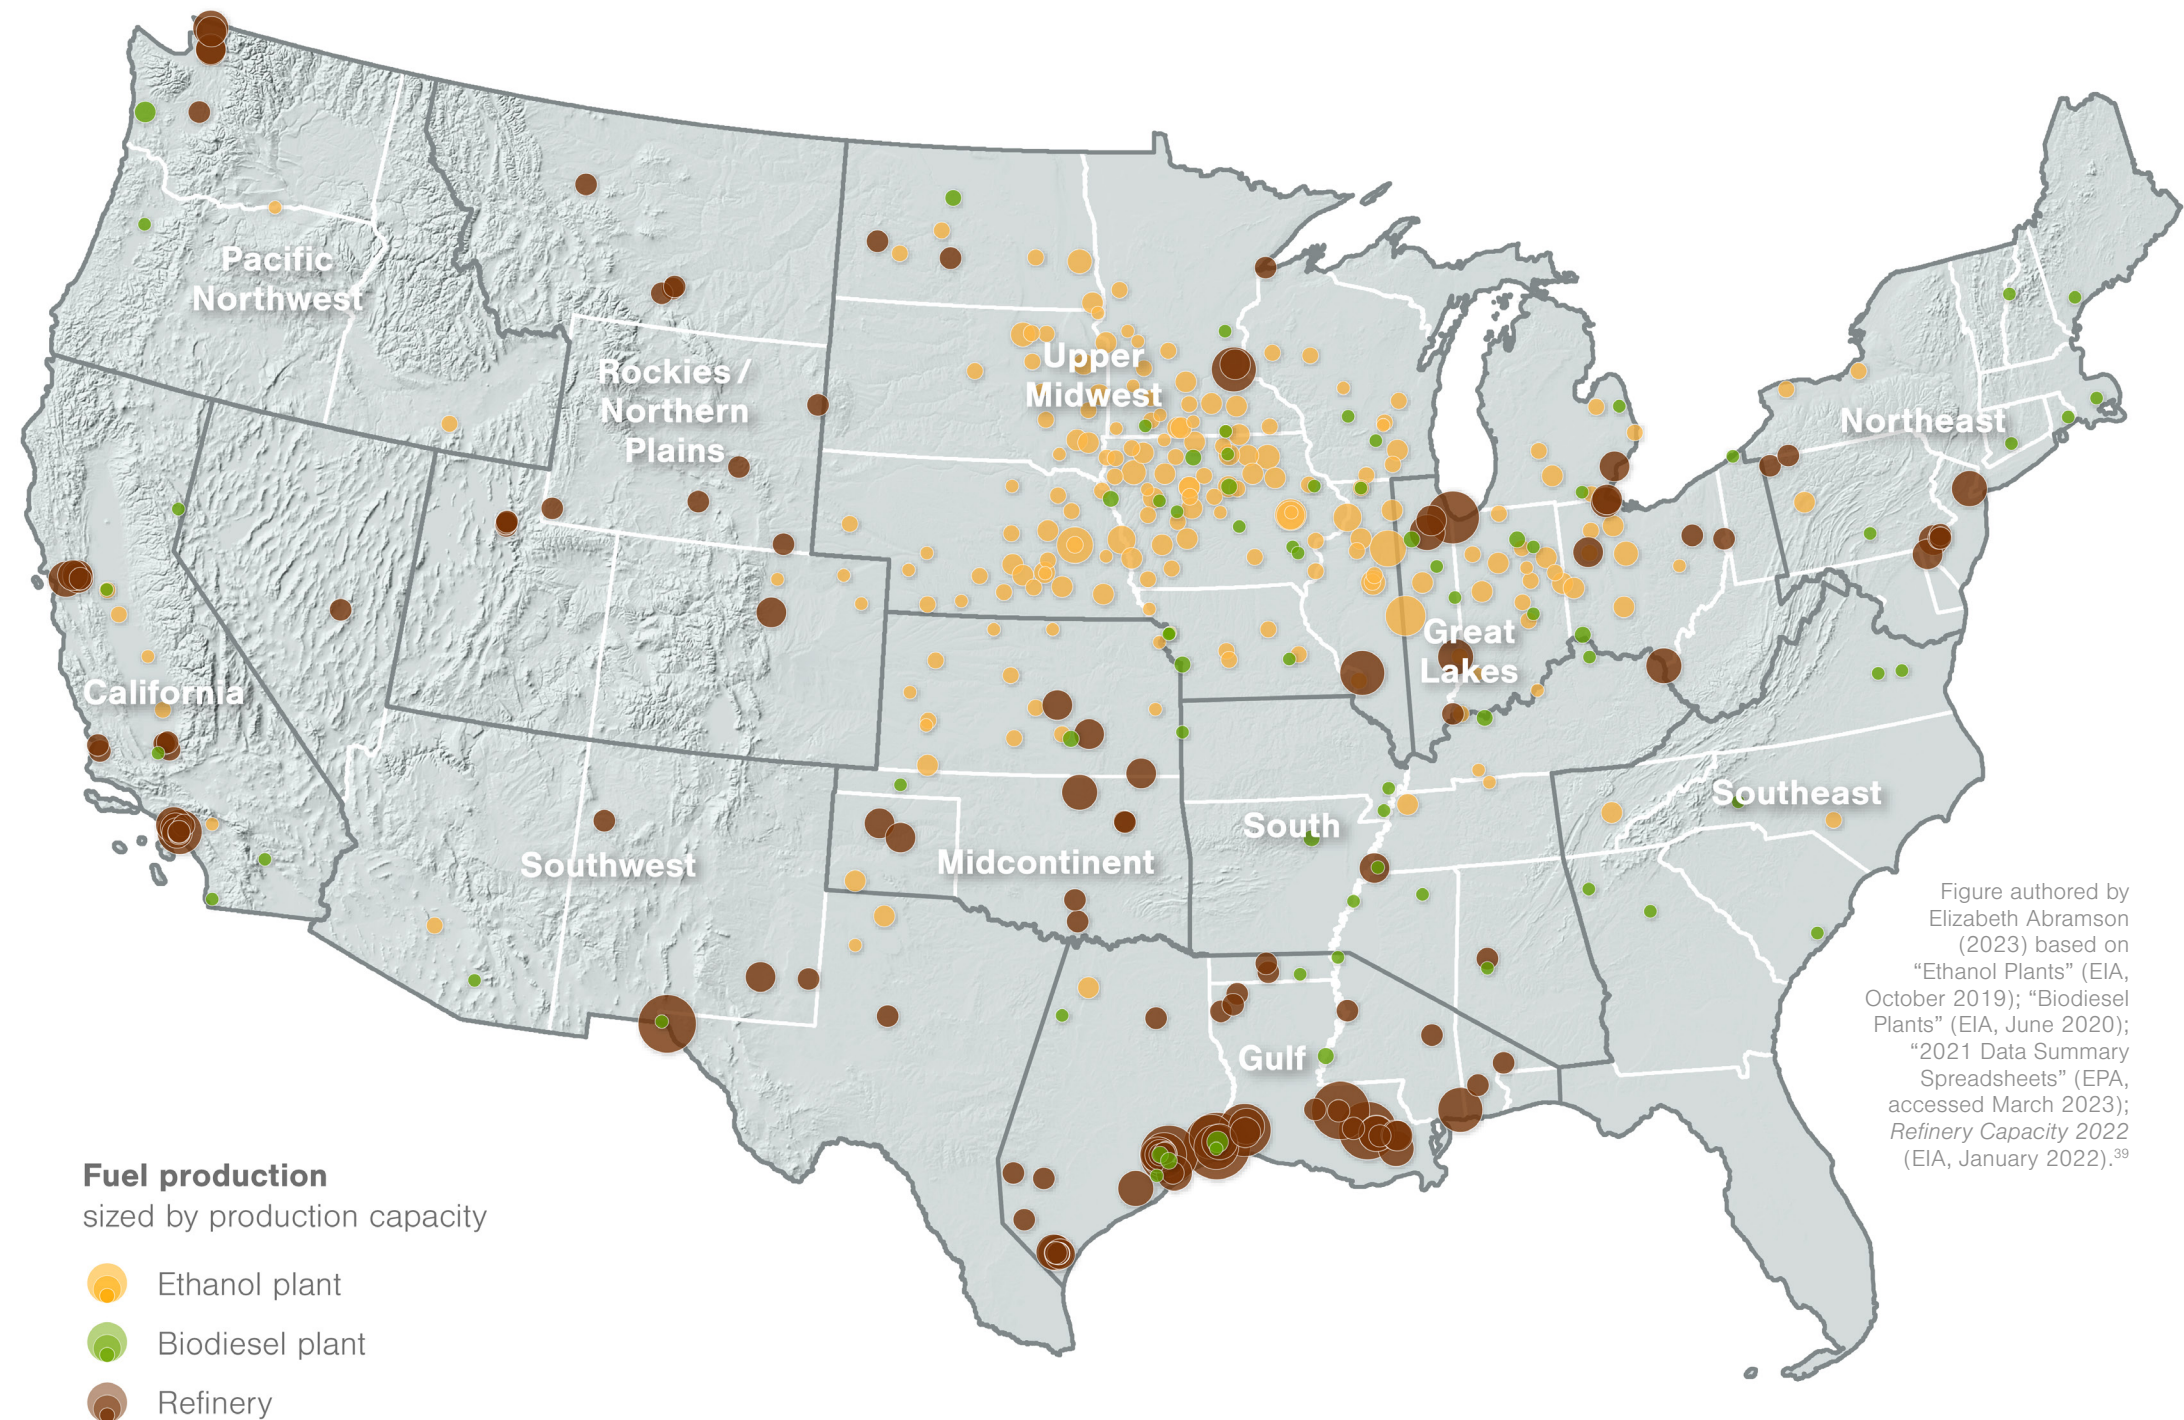 Pacific
Northwest
Rockies /
Northern
Plains
Upper
Midwest
Northeast
Great
Lakes
California
Southwest
Midcontinent
South
Southeast
Gulf
Figure authored by
Elizabeth Abramson
(2023) based on
“Ethanol Plants” (EIA,
October 2019); “Biodiesel
Plants” (EIA, June 2020);
“2021 Data Summary
Spreadsheets” (EPA,
accessed March 2023);
Refinery Capacity 2022
(EIA, January 2022).³⁹
Fuel production
sized by production capacity
Ethanol plant
Biodiesel plant
Refinery